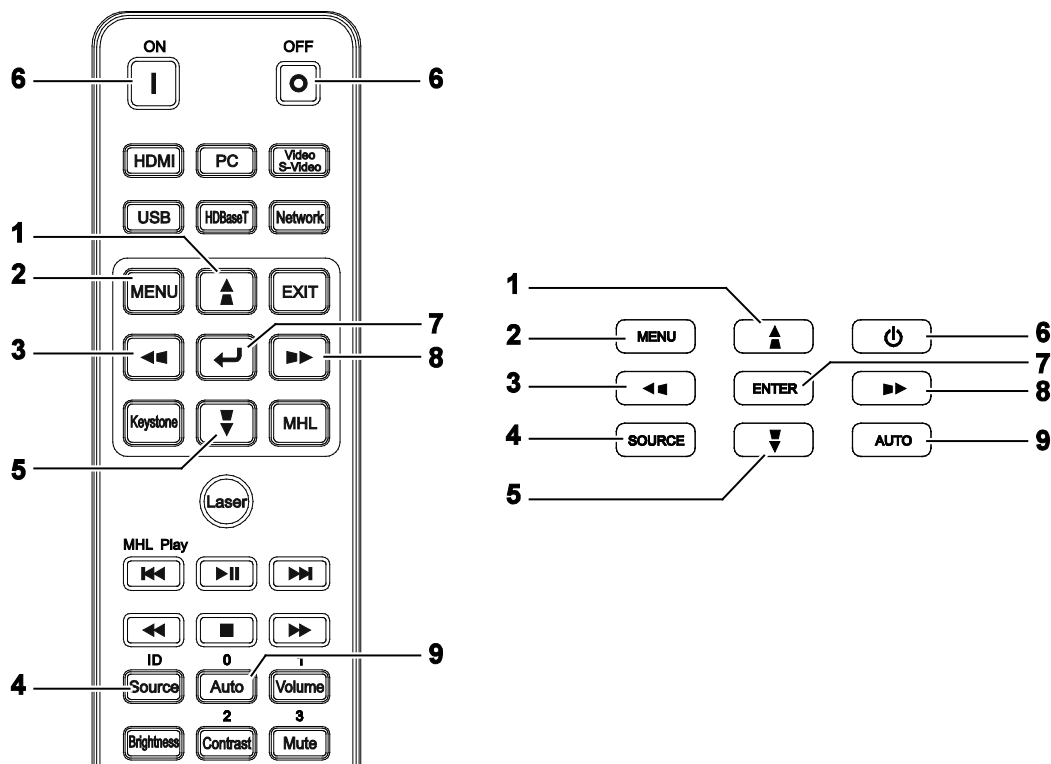 ON OFF
6 6
HDMI PC Video S-Video
USB HDBaseT Network
1
2 MENU EXIT
3 7
8
Keystone MHL
5
Laser
MHL Play
ID 0 1
4 Source Auto Volume 9
2 3
Brightness Contrast Mute
1
2 MENU 6
7
3 ENTER 8
4 SOURCE AUTO 9
5